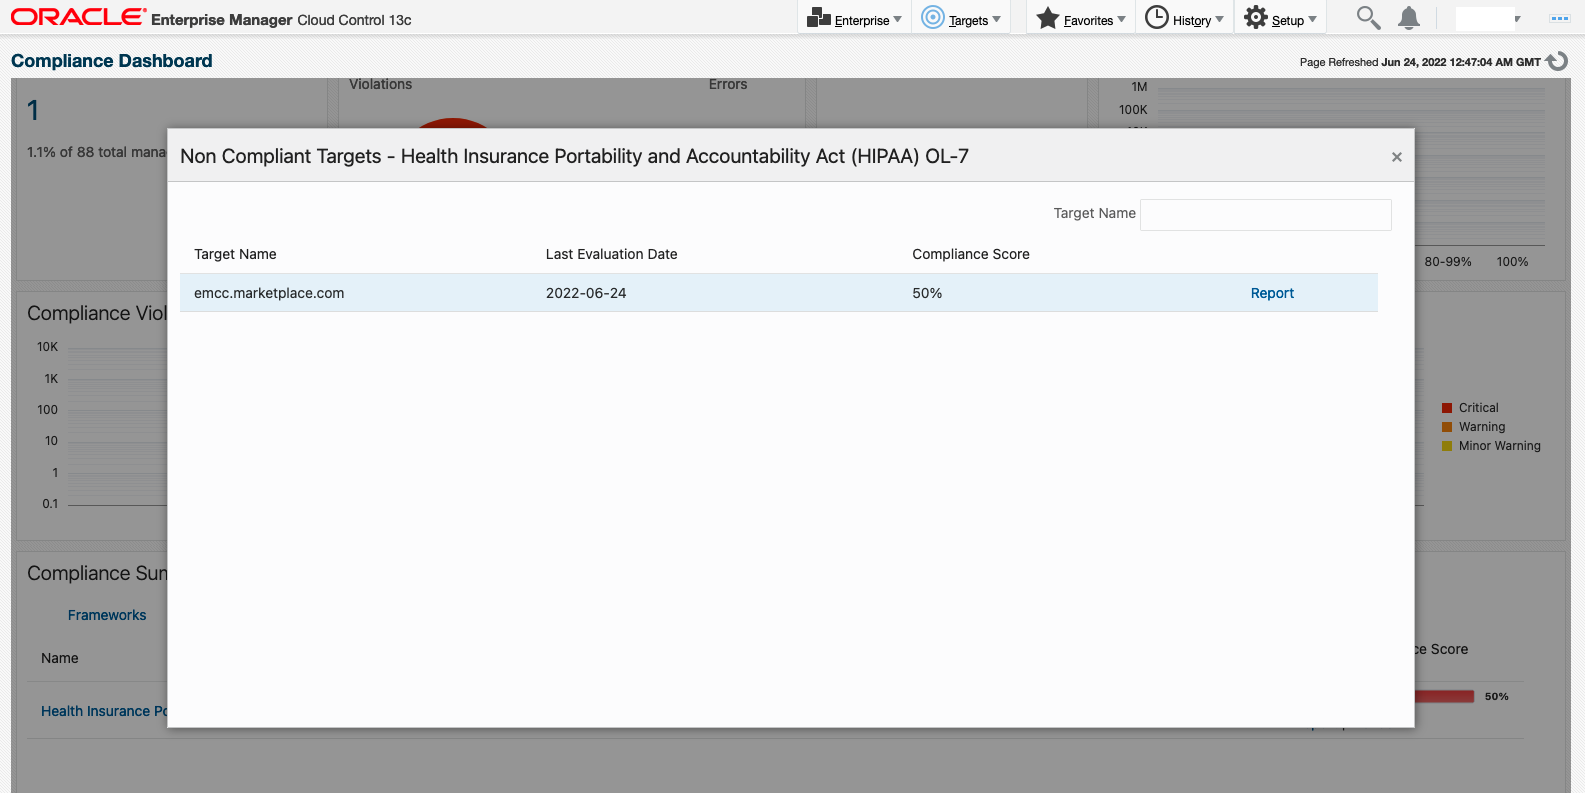 ORACLE Enterprise Manager Cloud Control 13c
Enterprise Targets Favorites History Setup
Compliance Dashboard
Page Refreshed Jun 24, 2022 12:47:04 AM GMT
Violations Errors
1
1.1% of 88 total mana
1M
100K
80-99% 100%
Non Compliant Targets - Health Insurance Portability and Accountability Act (HIPAA) OL-7
×
Target Name
Target Name Last Evaluation Date Compliance Score
emcc.marketplace.com 2022-06-24 50% Report
Compliance Viol
10K
1K
100
10
1
0.1
Critical
Warning
Minor Warning
Compliance Sum
Frameworks
Name
ce Score
Health Insurance Po
50%